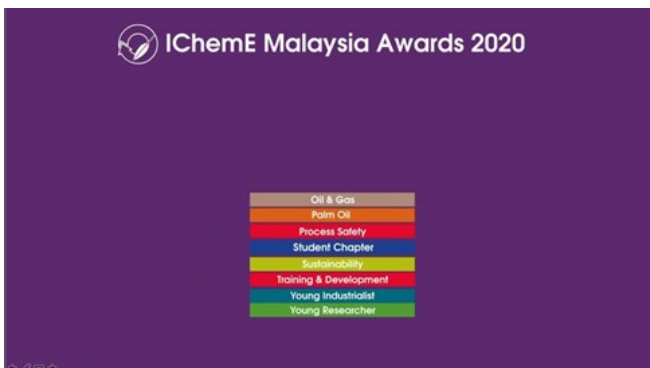 IChemE Malaysia Awards 2020
Oil & Gas
Palm Oil
Process Safety
Student Chapter
Sustainability
Training & Development
Young Industrialist
Young Researcher